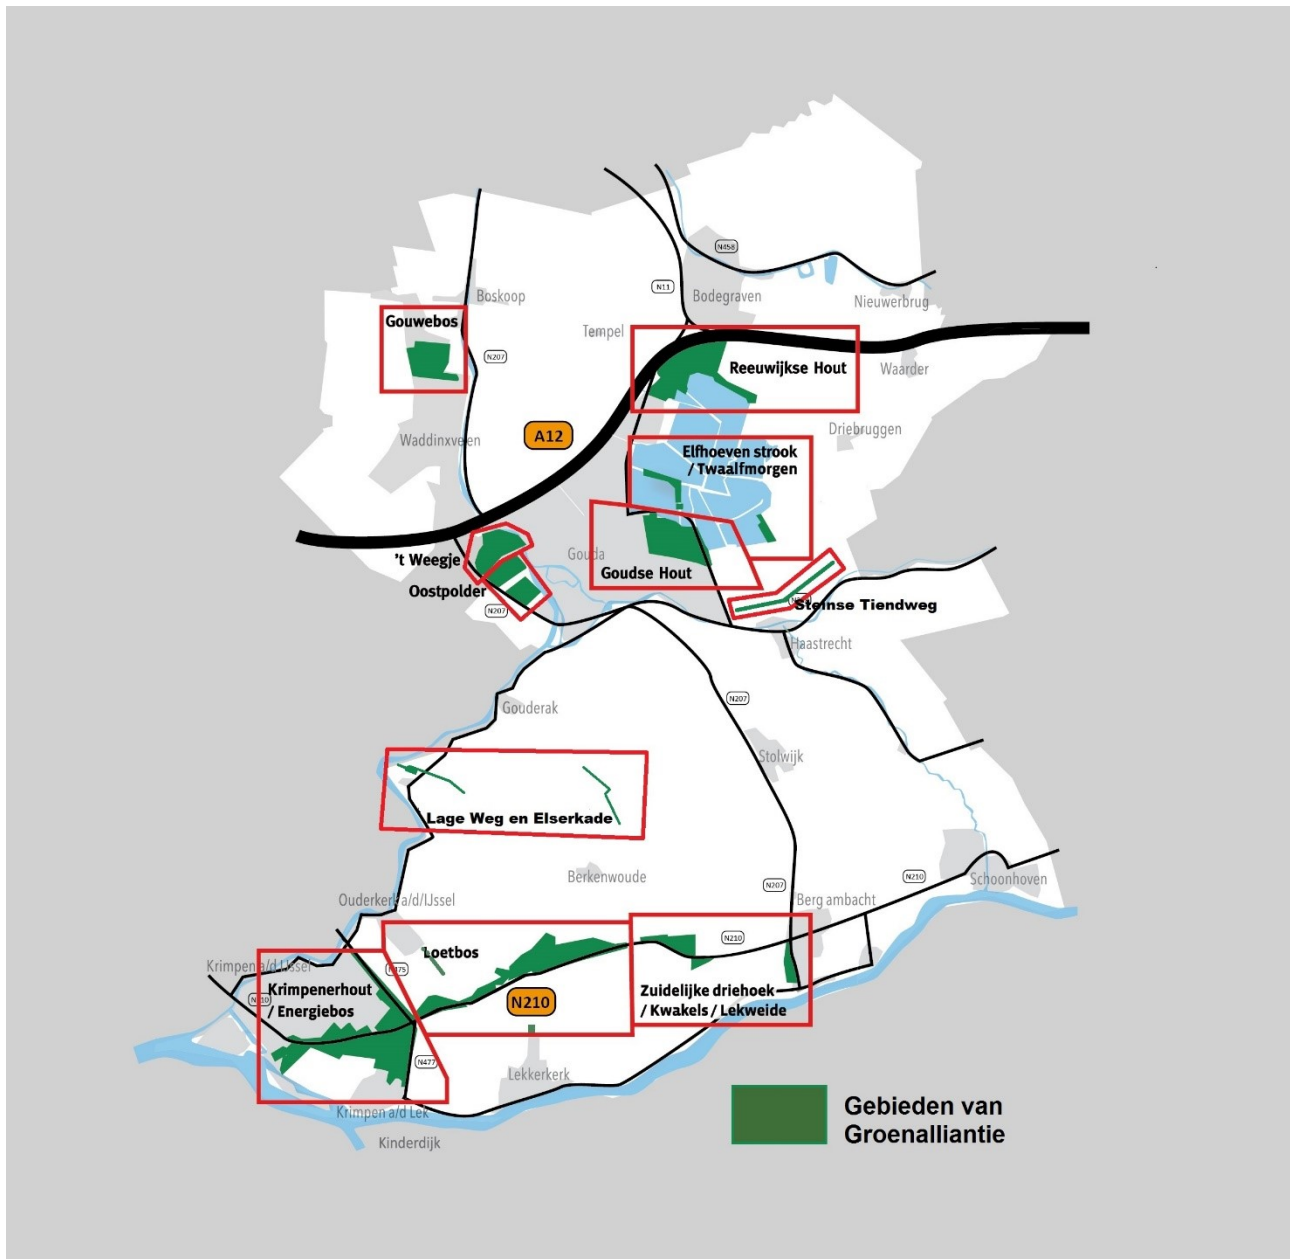 N458
N11
Bodegraven
Nieuwerbrug
Boskoop
Gouwebos
Tempel
N207
Reeuwijkse Hout
Waarder
Driebruggen
Waddinxveen
A12
Elfhoeven strook
/ Twaalfmorgen
't Weegje
Gouda
Goudse Hout
Oostpolder
N207
Steinse Tiendweg
Haastrecht
N207
Gouderak
Stolwijk
Lage Weg en Elserkade
Berkenwoude
N207
N210
Schoonhoven
Ouderkerk a/d/IJssel
Berg ambacht
N210
Loetbos
Krimpen a/d IJssel
N475
Krimpenerhout
/ Energiebos
N210
N210
Zuidelijke driehoek
/ Kwakels / Lekweide
N477
Lekkerkerk
Krimpen a/d Lek
Kinderdijk
Gebieden van
Groenalliantie